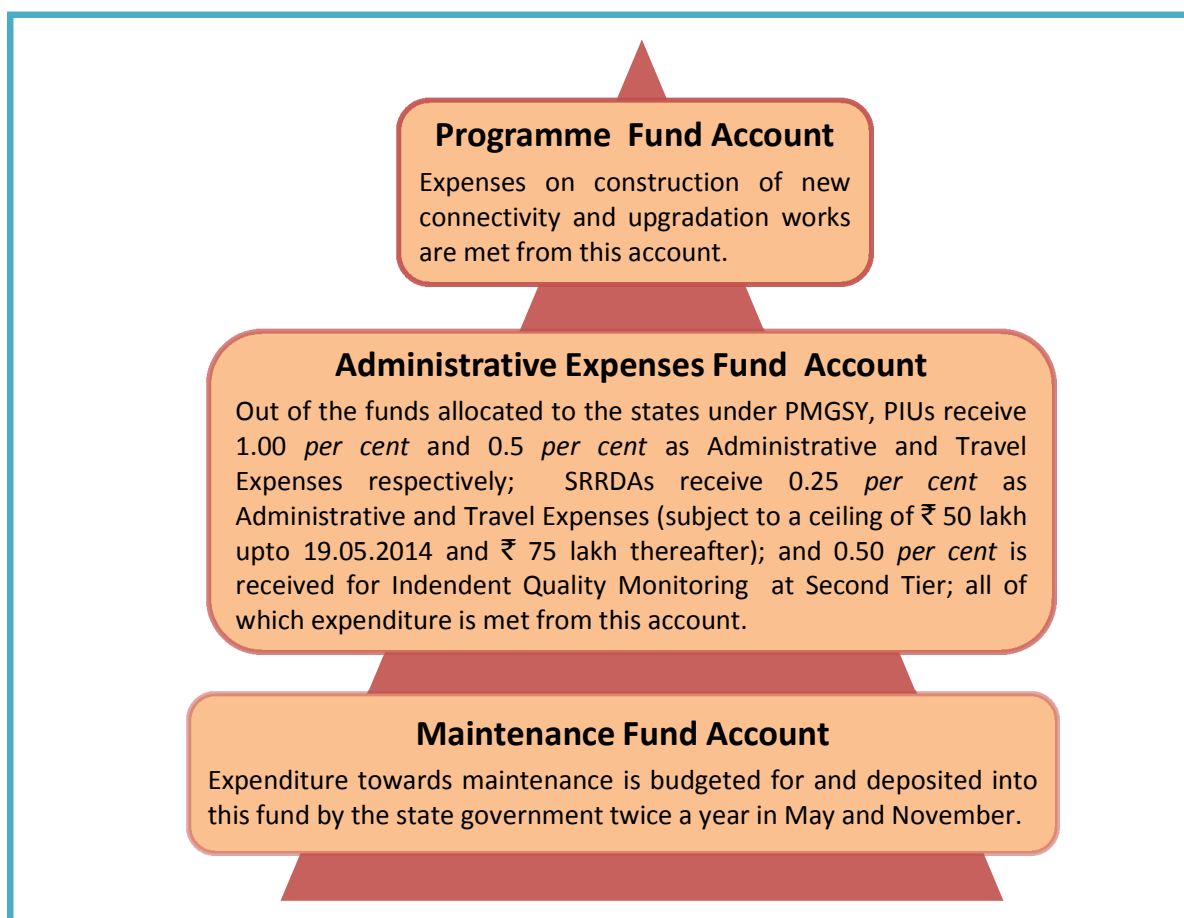 Programme Fund Account
Expenses on construction of new
connectivity and upgradation works
are met from this account.
Administrative Expenses Fund Account
Out of the funds allocated to the states under PMGSY, PIUs receive
1.00 per cent and 0.5 per cent as Administrative and Travel
Expenses respectively; SRRDAs receive 0.25 per cent as
Administrative and Travel Expenses (subject to a ceiling of ₹ 50 lakh
upto 19.05.2014 and ₹ 75 lakh thereafter); and 0.50 per cent is
received for Indendent Quality Monitoring at Second Tier; all of
which expenditure is met from this account.
Maintenance Fund Account
Expenditure towards maintenance is budgeted for and deposited into
this fund by the state government twice a year in May and November.